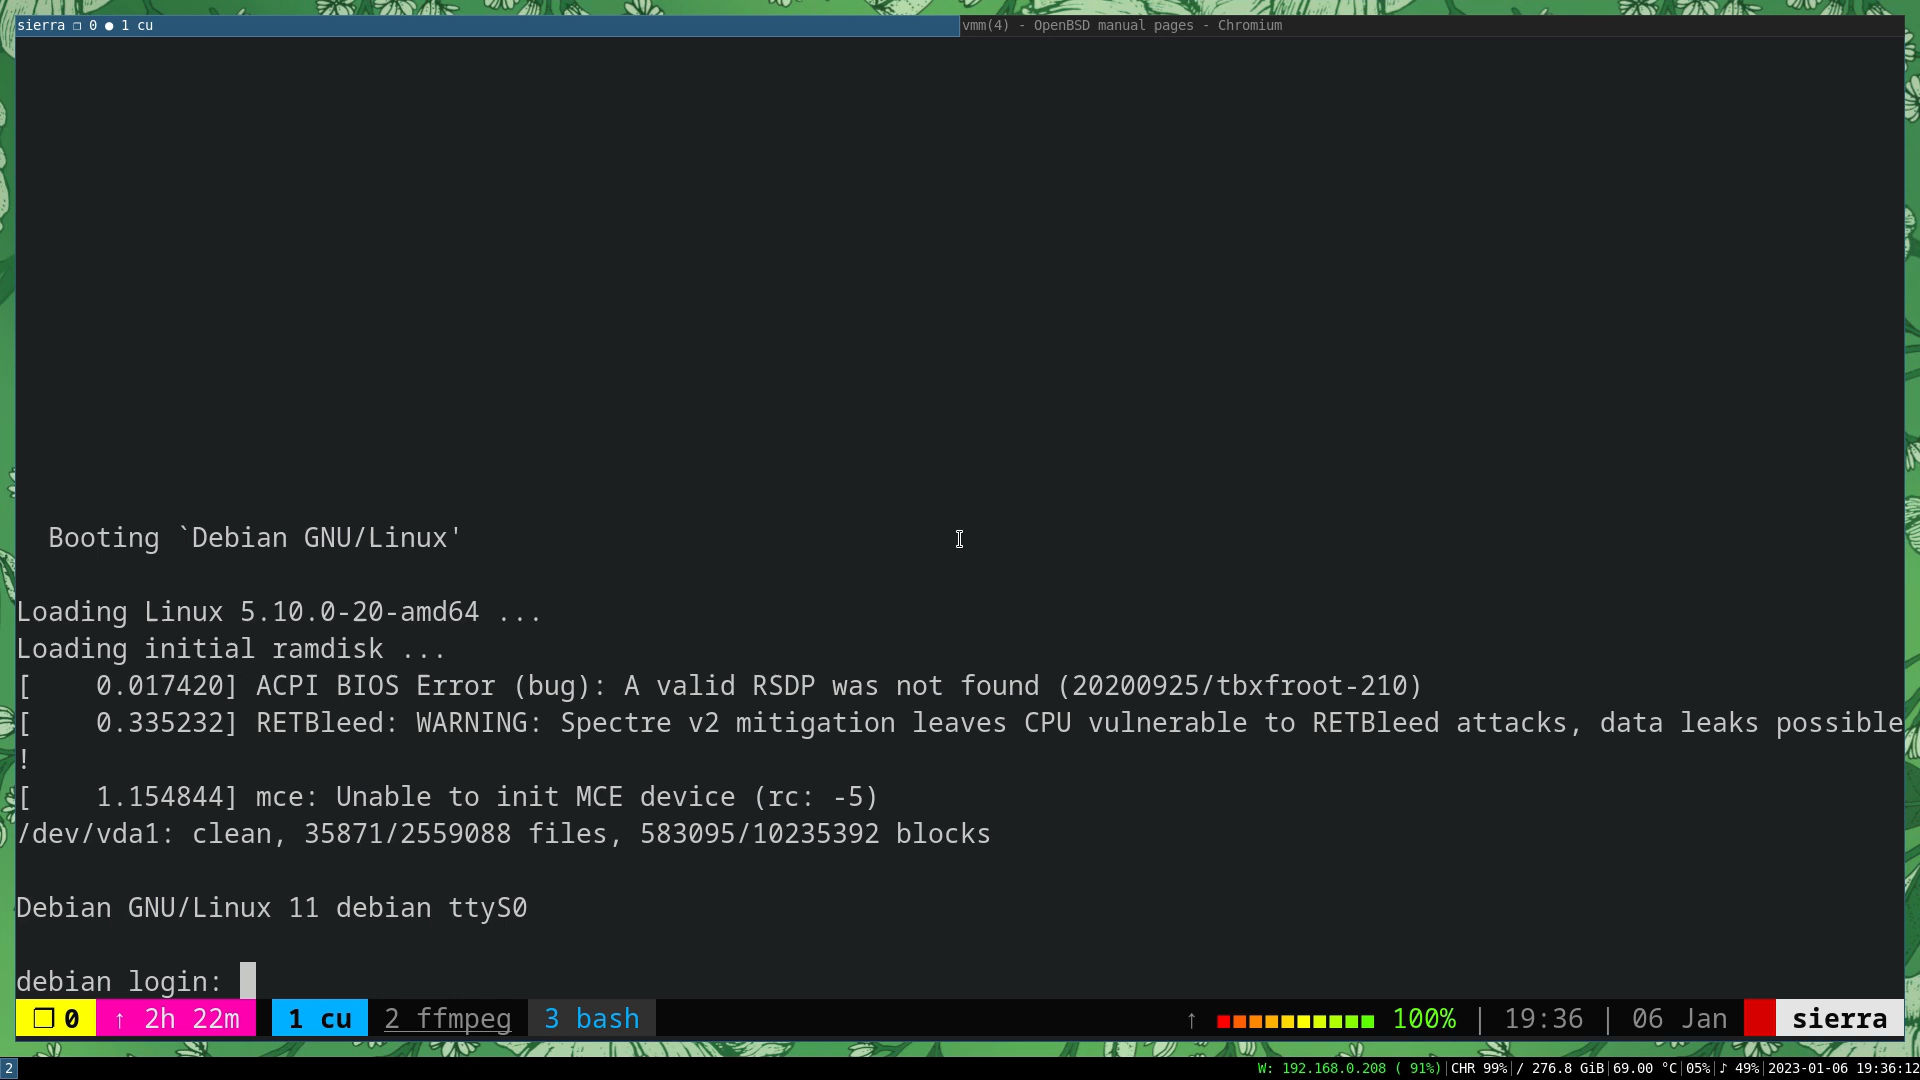 sierra ❐ 0 ● 1 cu
vmm(4) - OpenBSD manual pages - Chromium
Booting `Debian GNU/Linux'
Loading Linux 5.10.0-20-amd64 ...
Loading initial ramdisk ...
[    0.017420] ACPI BIOS Error (bug): A valid RSDP was not found (20200925/tbxfroot-210)
[    0.335232] RETBleed: WARNING: Spectre v2 mitigation leaves CPU vulnerable to RETBleed attacks, data leaks possible
!
[    1.154844] mce: Unable to init MCE device (rc: -5)
/dev/vda1: clean, 35871/2559088 files, 583095/10235392 blocks
Debian GNU/Linux 11 debian ttyS0
debian login:
❐ 0 ↑ 2h 22m 1 cu 2 ffmpeg 3 bash ↑ 100% | 19:36 | 06 Jan sierra
2 W: 192.168.0.208 ( 91%)|CHR 99%|/ 276.8 GiB|69.00 °C|05%|♪ 49%|2023-01-06 19:36:12